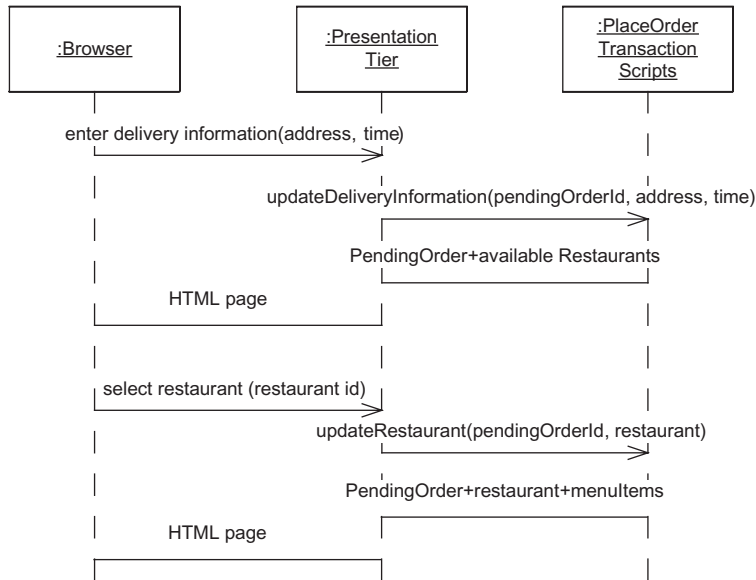 :Browser
:Presentation
Tier
:PlaceOrder
Transaction
Scripts
enter delivery information(address, time)
updateDeliveryInformation(pendingOrderId, address, time)
PendingOrder+available Restaurants
HTML page
select restaurant (restaurant id)
updateRestaurant(pendingOrderId, restaurant)
PendingOrder+restaurant+menuItems
HTML page